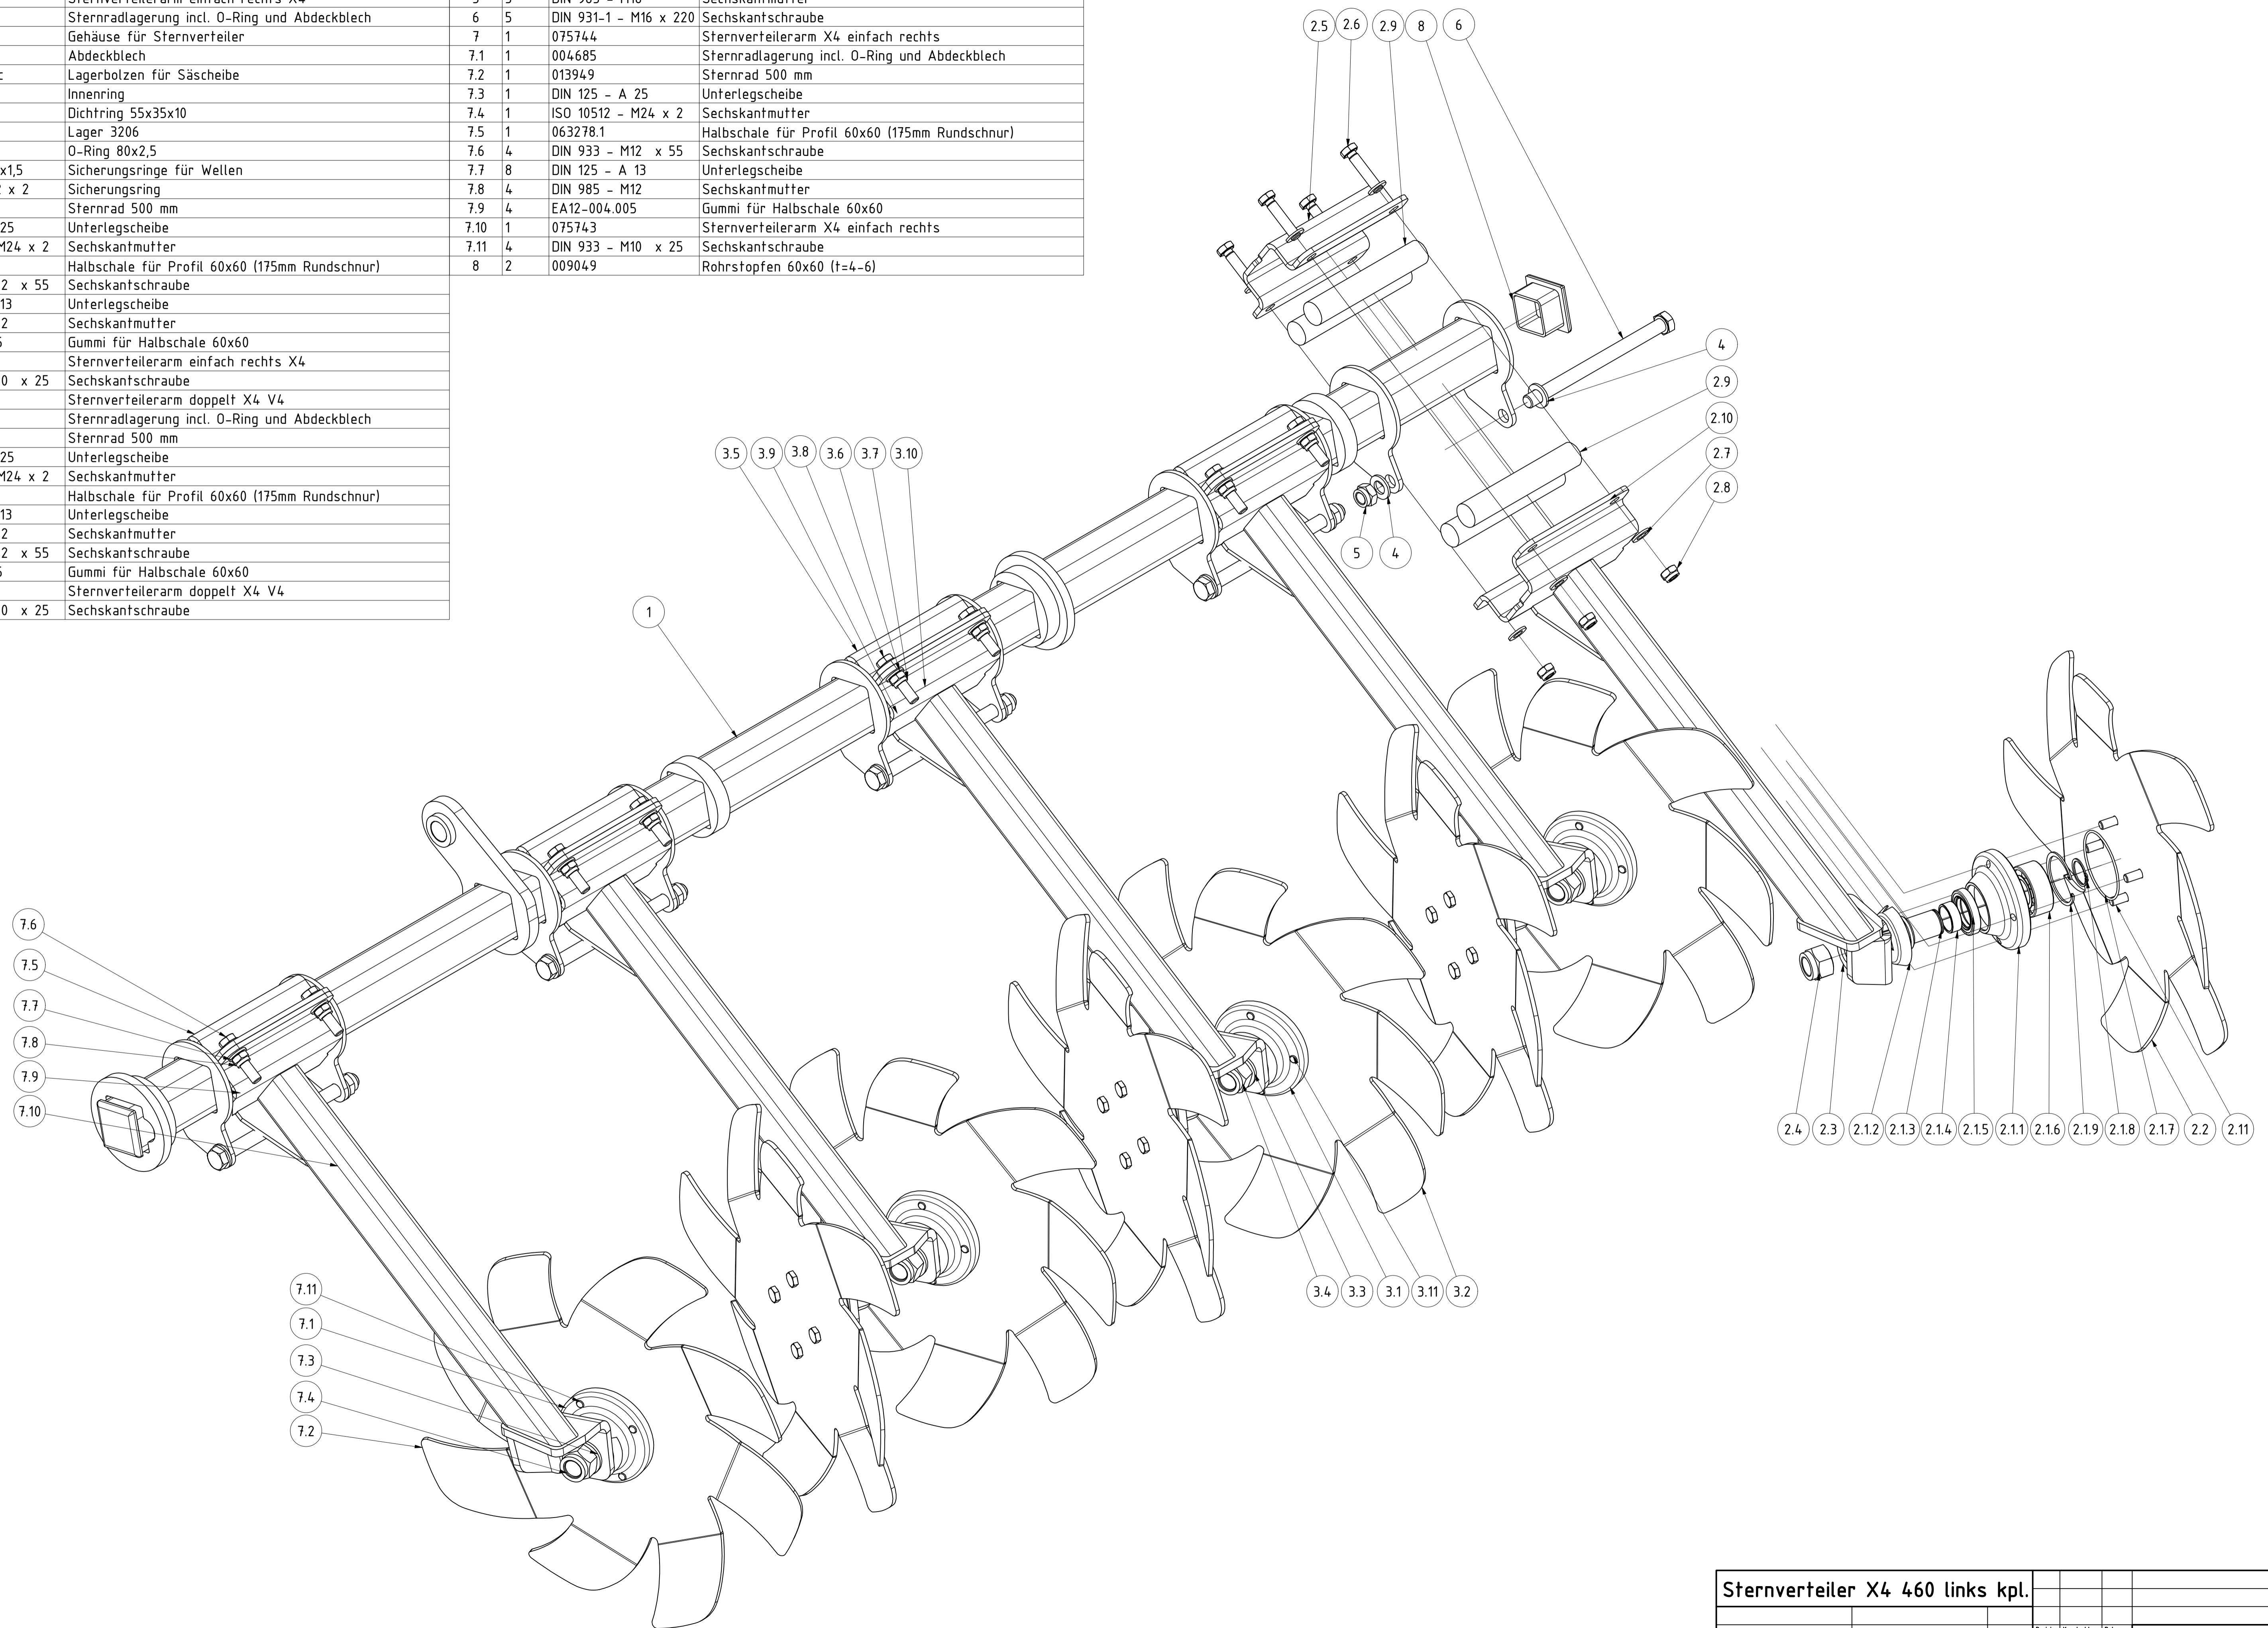 Sternradlagerung incl. O-Ring und Abdeckblech
Gehäuse für Sternverteiler
Abdeckblech
Lagerbolzen für Säscheibe
Innenring
Dichtring 55x35x10
Lager 3206
O-Ring 80x2,5
x1,5 Sicherungsringe für Wellen
x 2 Sicherungsring
Sternrad 500 mm
25 Unterlegscheibe
M24 x 2 Sechskantmutter
Halbschale für Profil 60x60 (175mm Rundschnur)
2 x 55 Sechskantschraube
13 Unterlegscheibe
2 Sechskantmutter
Gummi für Halbschale 60x60
Sternverteilerarm einfach rechts X4
0 x 25 Sechskantschraube
Sternverteilerarm doppelt X4 V4
Sternradlagerung incl. O-Ring und Abdeckblech
Sternrad 500 mm
25 Unterlegscheibe
M24 x 2 Sechskantmutter
Halbschale für Profil 60x60 (175mm Rundschnur)
13 Unterlegscheibe
2 Sechskantmutter
2 x 55 Sechskantschraube
Gummi für Halbschale 60x60
Sternverteilerarm doppelt X4 V4
0 x 25 Sechskantschraube
6 5 DIN 931-1 - M16 x 220 Sechskantschraube
7 1 075744 Sternverteilerarm X4 einfach rechts
7.1 1 004685 Sternradlagerung incl. O-Ring und Abdeckblech
7.2 1 013949 Sternrad 500 mm
7.3 1 DIN 125 - A 25 Unterlegscheibe
7.4 1 ISO 10512 - M24 x 2 Sechskantmutter
7.5 1 063278.1 Halbschale für Profil 60x60 (175mm Rundschnur)
7.6 4 DIN 933 - M12 x 55 Sechskantschraube
7.7 8 DIN 125 - A 13 Unterlegscheibe
7.8 4 DIN 985 - M12 Sechskantmutter
7.9 4 EA12-004.005 Gummi für Halbschale 60x60
7.10 1 075743 Sternverteilerarm X4 einfach rechts
7.11 4 DIN 933 - M10 x 25 Sechskantschraube
8 2 009049 Rohrstopfen 60x60 (t=4-6)
2.5 2.6 2.9 8 6
4
2.9
2.10
2.7
2.8
3.5 3.9 3.8 3.6 3.7 3.10
5 4
1
7.6
7.5
7.7
7.8
7.9
7.10
2.4 2.3 2.1.2 2.1.3 2.1.4 2.1.5 2.1.1 2.1.6 2.1.9 2.1.8 2.1.7 2.2 2.11
3.4 3.3 3.1 3.11 3.2
7.11
7.1
7.3
7.4
7.2
Sternverteiler X4 460 links kpl.